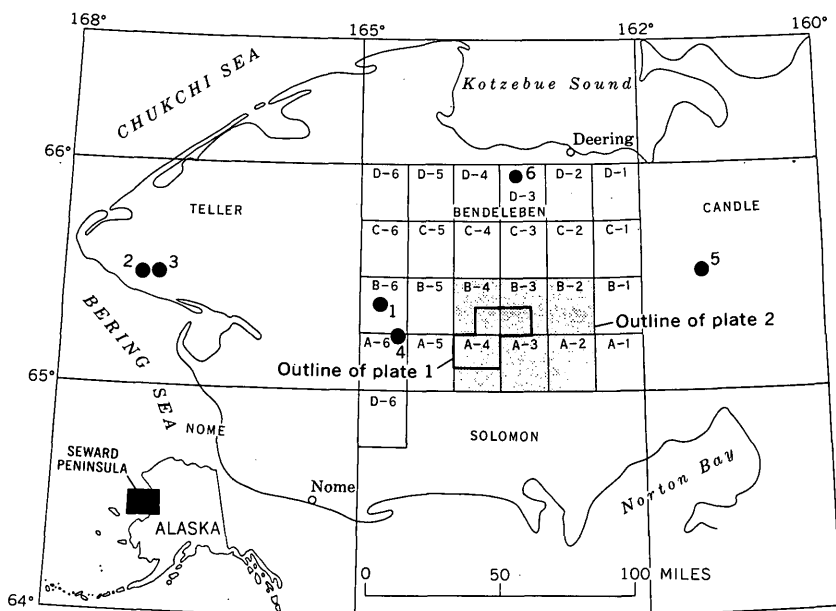 168°
165°
162°
160°
CHUKCHI SEA
Kotzebue Sound
Deering
66°
D-6 D-5 D-4 6 D-2 D-1
D-3
TELLER
BENDELEBEN
CANDLE
C-6 C-5 C-4 C-3 C-2 C-1
2 3
5
B-6 B-5 B-4 B-3 B-2 B-1
1
Outline of plate 2
4
A-6 A-5 A-4 A-3 A-2 A-1
Outline of plate 1
65°
BERING SEA
D-6
NOME
SOLOMON
Norton Bay
SEWARD
PENINSULA
Nome
ALASKA
0 50 100 MILES
64°